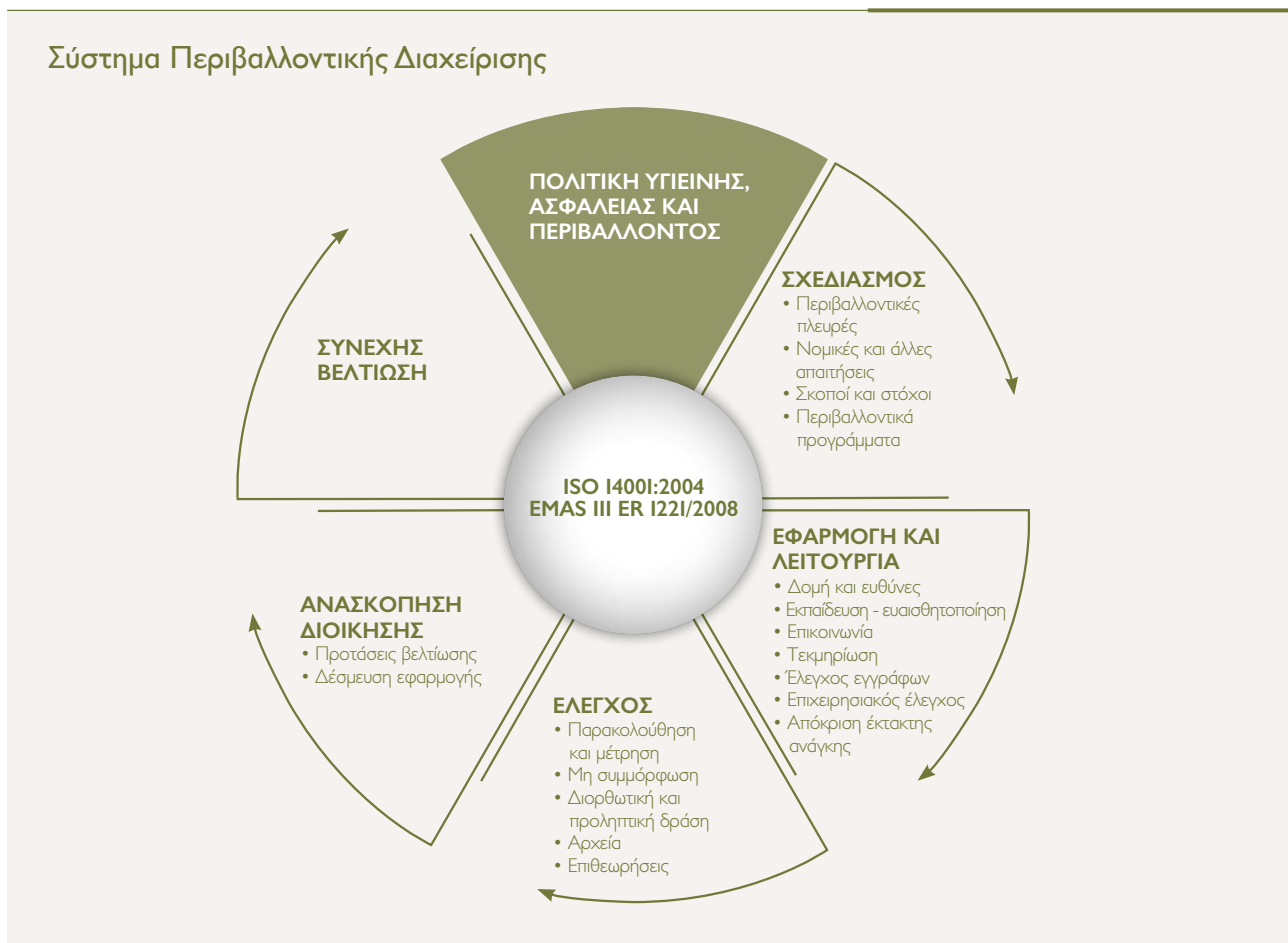 Σύστημα Περιβαλλοντικής Διαχείρισης
ΠΟΛΙΤΙΚΗ ΥΓΙΕΙΝΗΣ,
ΑΣΦΑΛΕΙΑΣ ΚΑΙ
ΠΕΡΙΒΑΛΛΟΝΤΟΣ
ΣΧΕΔΙΑΣΜΟΣ
• Περιβαλλοντικές
πλευρές
• Νομικές και άλλες
απαιτήσεις
• Σκοποί και στόχοι
• Περιβαλλοντικά
προγράμματα
ΕΦΑΡΜΟΓΗ ΚΑΙ
ΛΕΙΤΟΥΡΓΙΑ
• Δομή και ευθύνες
• Εκπαίδευση - ευαισθητοποίηση
• Επικοινωνία
• Τεκμηρίωση
• Έλεγχος εγγράφων
• Επιχειρησιακός έλεγχος
• Απόκριση έκτακτης
ανάγκης
ΕΛΕΓΧΟΣ
• Παρακολούθηση
και μέτρηση
• Μη συμμόρφωση
• Διορθωτική και
προληπτική δράση
• Αρχεία
• Επιθεωρήσεις
ΑΝΑΣΚΟΠΗΣΗ
ΔΙΟΙΚΗΣΗΣ
• Προτάσεις βελτίωσης
• Δέσμευση εφαρμογής
ΣΥΝΕΧΗΣ
ΒΕΛΤΙΩΣΗ
ISO 14001:2004
EMAS III ER 1221/2008